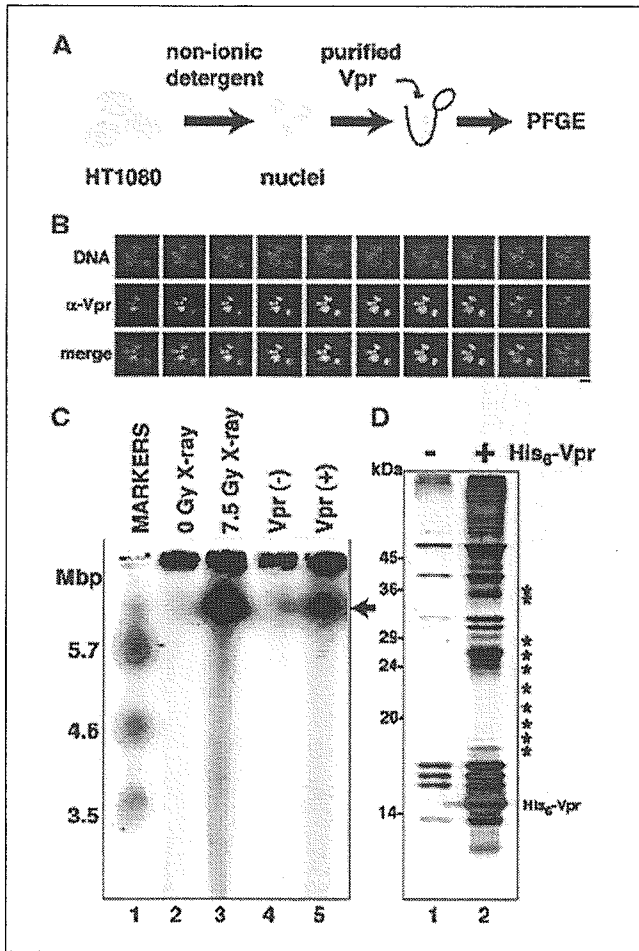 A
non-ionic
detergent
purified
Vpr
PFGE
HT1080
nuclei
B
DNA
α-Vpr
merge
C
MARKERS
0 Gy X-ray
7.5 Gy X-ray
Vpr (-)
Vpr (+)
Mbp
5.7
4.6
3.5
1 2 3 4 5
D
- + His₆-Vpr
kDa
45
36
29
24
20
14
*
*
*
*
*
*
*
*
*
*
His₆-Vpr
1 2